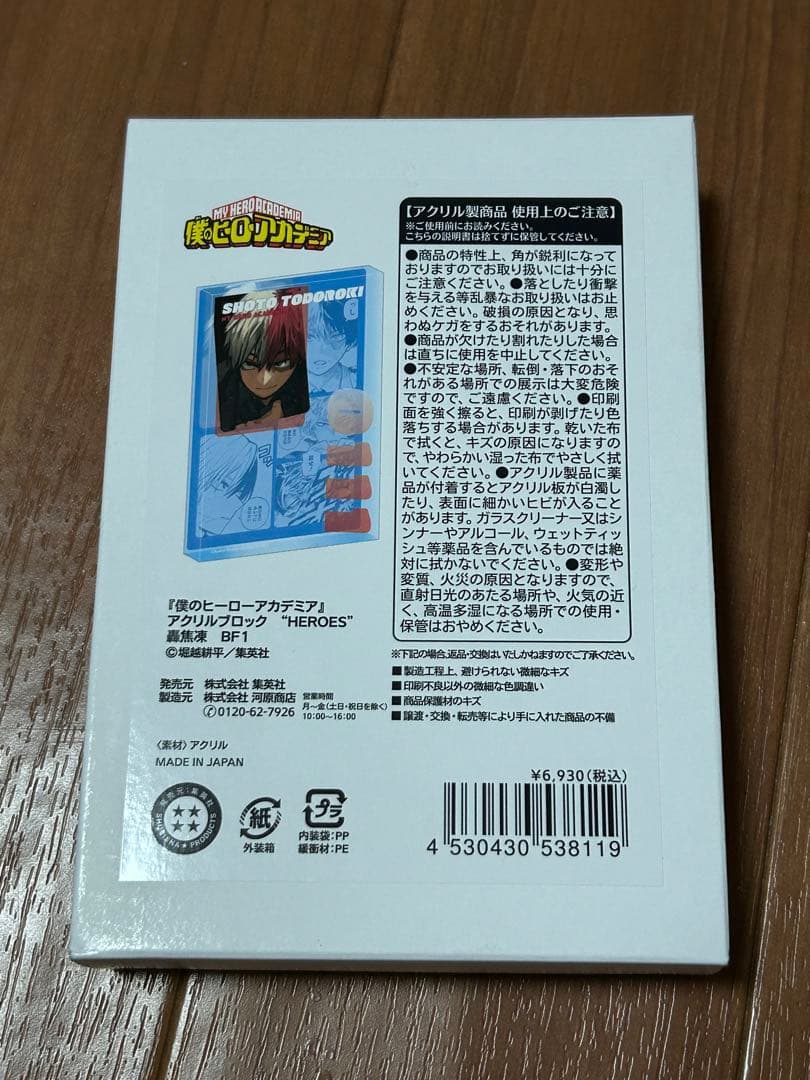 MY HERO ACADEMIA
僕のヒーローアカデミア
SHOTO TODOROKI
【アクリル製商品 使用上のご注意】
※ご使用前にお読みください。
こちらの説明書は捨てずに保管してください。
●商品の特性上、角が鋭利になって
おりますのでお取り扱いには十分に
ご注意ください。●落としたり衝撃
を与える等乱暴なお取り扱いはお止
めください。破損の原因となり、思
わぬケガをするおそれがあります。
●商品が欠けたり割れたりした場合
は直ちに使用を中止してください。
●不安定な場所、転倒・落下のおそ
れがある場所での展示は大変危険
ですので、ご遠慮ください。●印刷
面を強く擦ると、印刷が剥げたり色
落ちする場合があります。乾いた布
で拭くと、キズの原因になりますの
で、やわらかい湿った布でやさしく拭
いてください。●アクリル製品に薬
品が付着するとアクリル板が白濁し
たり、表面に細かいヒビが入ること
があります。ガラスクリーナー又はシ
ンナーやアルコール、ウェットティッ
シュ等薬品を含んでいるものでは絶
対に拭かないでください。●変形や
変質、火災の原因となりますので、
直射日光のあたる場所や、火気の近
く、高温多湿になる場所での使用・
保管はおやめください。
※下記の場合、返品・交換はいたしかねますのでご了承ください。
■製造工程上、避けられない微細なキズ
■印刷不良以外の微細な色調違い
■商品保護材のキズ
■譲渡・交換・転売等により手に入れた商品の不備
『僕のヒーローアカデミア』
アクリルブロック “HEROES”
轟焦凍 BF1
©堀越耕平／集英社
発売元 株式会社 集英社
製造元 株式会社 河原商店
0120-62-7926
営業時間
月〜金(土日・祝日を除く)
10:00〜16:00
〈素材〉アクリル
MADE IN JAPAN
発売元：集英社
SHUEISHA★PRODUCTS
紙
外装箱
プラ
内装袋:PP
緩衝材:PE
¥6,930(税込)
4 530430 538119